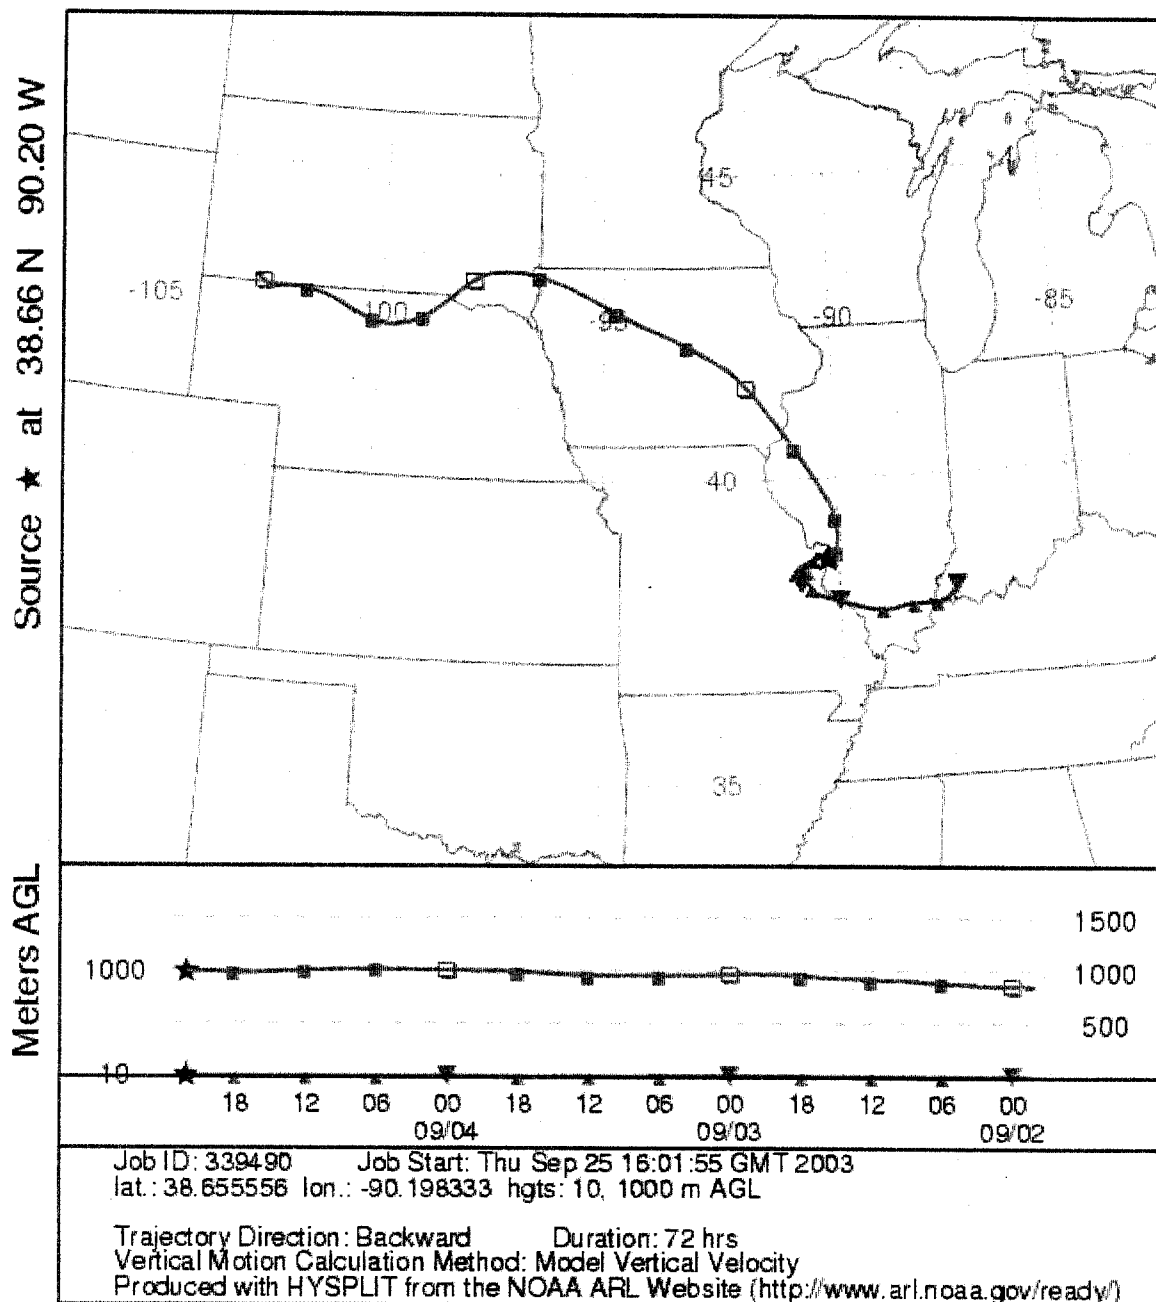 Source ★ at 38.66 N 90.20 W
45
-105
100
-95
-90
-85
40
35
Meters AGL
1500
1000
1000
500
10
18 12 06 00 18 12 06 00 18 12 06 00
09/04 09/03 09/02
Job ID: 339490 Job Start: Thu Sep 25 16:01:55 GMT 2003
lat.: 38.655556 lon.: -90.198333 hgts: 10, 1000 m AGL
Trajectory Direction: Backward Duration: 72 hrs
Vertical Motion Calculation Method: Model Vertical Velocity
Produced with HYSPLIT from the NOAA ARL Website (http://www.arl.noaa.gov/ready/)